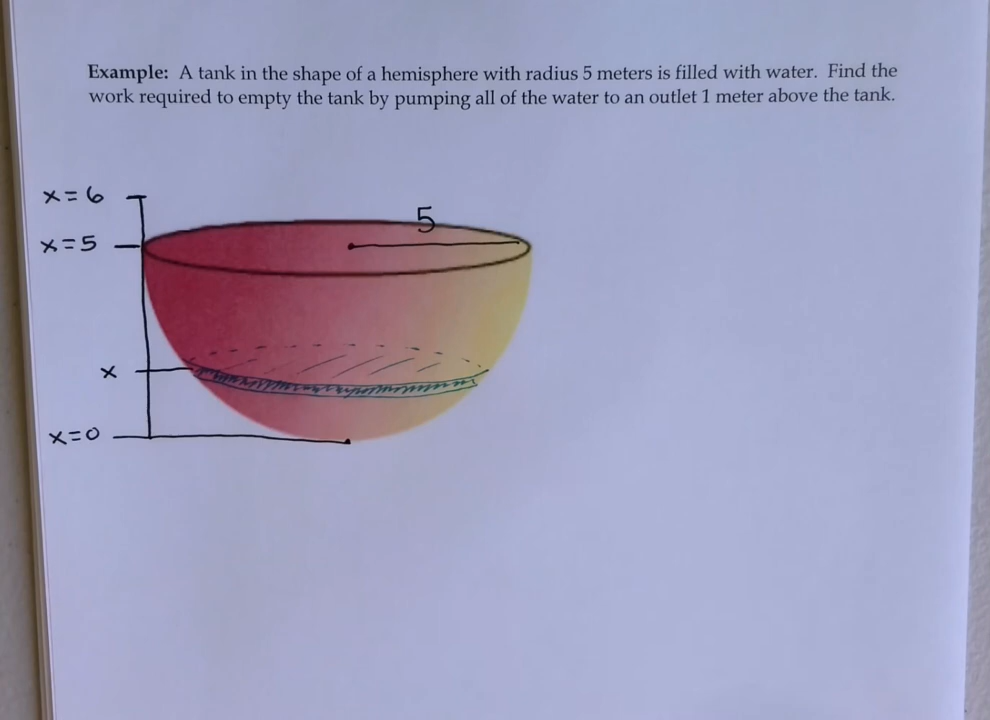 Example: A tank in the shape of a hemisphere with radius 5 meters is filled with water. Find the
work required to empty the tank by pumping all of the water to an outlet 1 meter above the tank.
x=6
5
x=5
x
x=0